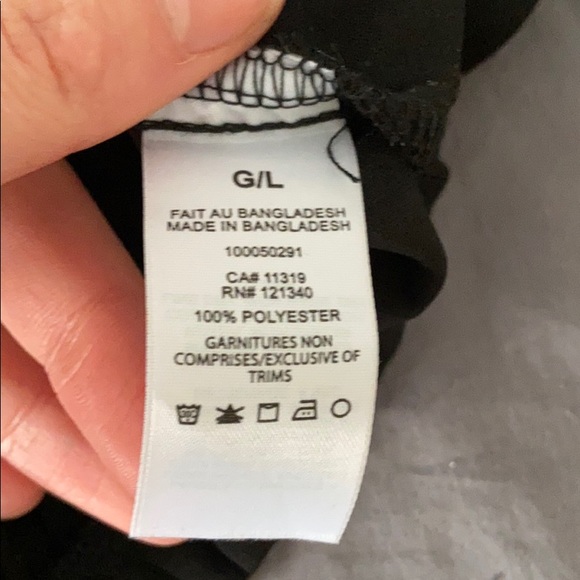 G/L
FAIT AU BANGLADESH
MADE IN BANGLADESH
100050291
CA# 11319
RN# 121340
100% POLYESTER
GARNITURES NON
COMPRISES/EXCLUSIVE OF
TRIMS